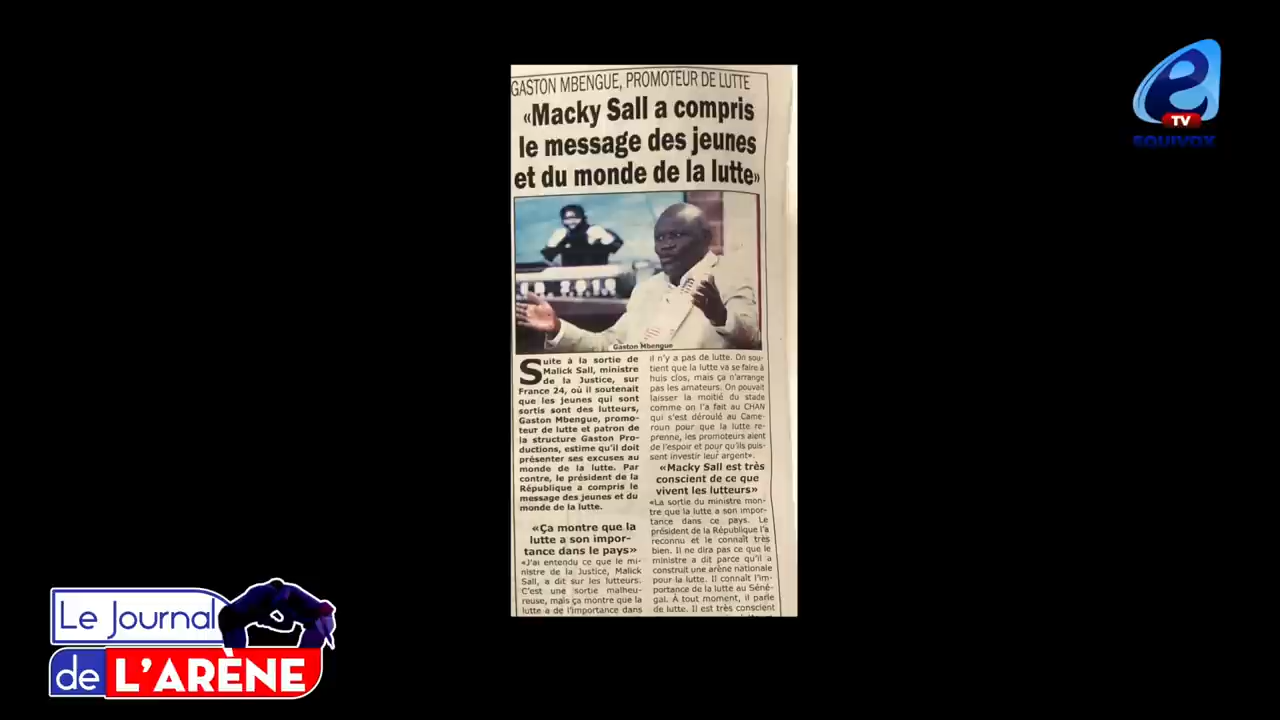 GASTON MBENGUE, PROMOTEUR DE LUTTE
«Macky Sall a compris
le message des jeunes
et du monde de la lutte»
Gaston Mbengue
Suite à la sortie de
Malick Sall, ministre
de la Justice, sur
France 24, où il soutenait
que les jeunes qui sont
sortis sont des lutteurs,
Gaston Mbengue, promo-
teur de lutte et patron de
la structure Gaston Pro-
ductions, estime qu'il doit
présenter ses excuses au
monde de la lutte. Par
contre, le président de la
République a compris le
message des jeunes et du
monde de la lutte.
«Ça montre que la
lutte a son impor-
tance dans le pays»
«J'ai entendu ce que le mi-
nistre de la Justice, Malick
Sall, a dit sur les lutteurs.
C'est une sortie malheu-
reuse, mais ça montre que la
lutte a de l'importance dans
il n'y a pas de lutte. On sou-
tient que la lutte va se faire à
huis clos, mais ça n'arrange
pas les amateurs. On pouvait
laisser la moitié du stade
comme on l'a fait au CHAN
qui s'est déroulé au Came-
roun pour que la lutte re-
prenne, les promoteurs aient
de l'espoir et pour qu'ils puis-
sent investir leur argent».
«Macky Sall est très
conscient de ce que
vivent les lutteurs»
«La sortie du ministre mon-
tre que la lutte a son impor-
tance dans ce pays. Le
président de la République l'a
reconnu et le connaît très
bien. Il ne dira pas ce que le
ministre a dit parce qu'il a
construit une arène nationale
pour la lutte. Il connaît l'im-
portance de la lutte au Séné-
gal. À tout moment, il parle
de lutte. Il est très conscient
e
TV
EQUIVOX
Le Journal
de L'ARÈNE